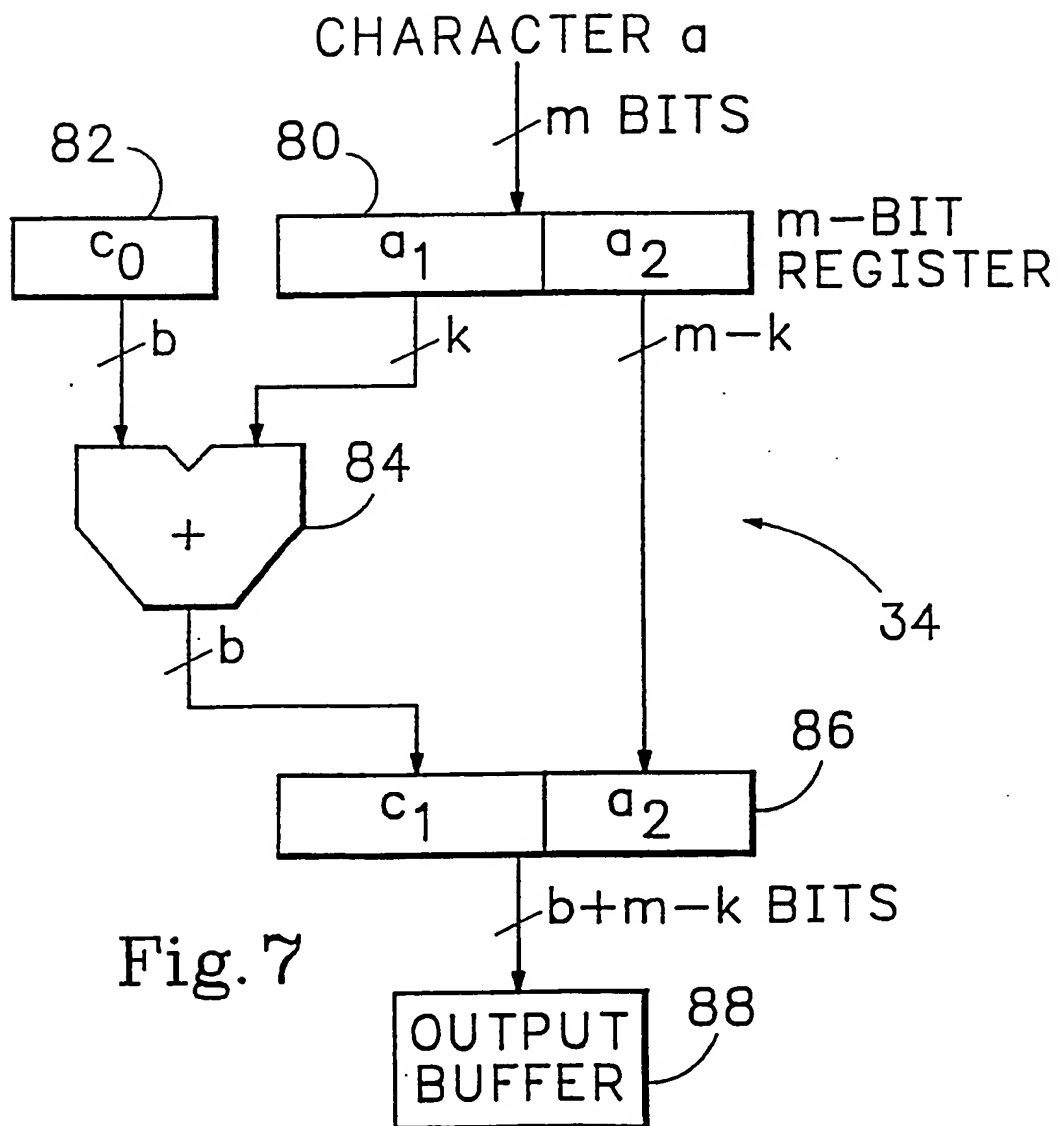 CHARACTER a
m BITS
82
80
c0
a1
a2
m-BIT
REGISTER
b
k
m-k
84
+
34
b
86
c1
a2
b+m-k BITS
Fig. 7
OUTPUT
BUFFER
88